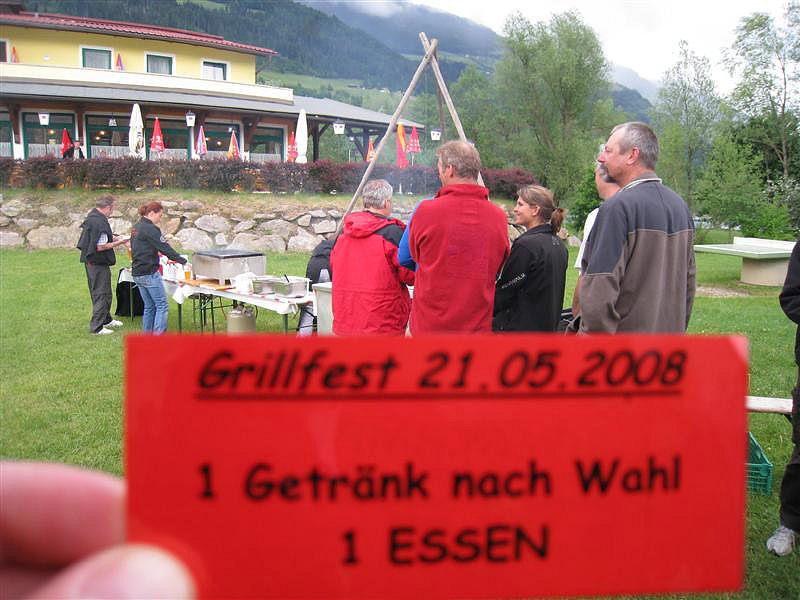 Grillfest 21.05.2008
1 Getränk nach Wahl
1 ESSEN